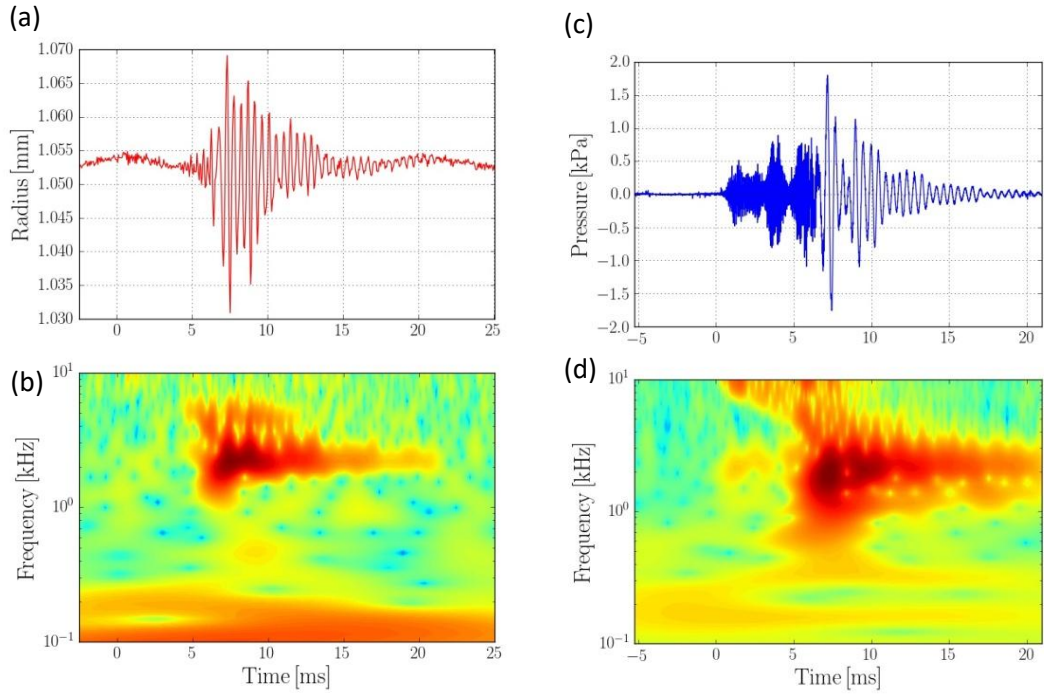 (a)
1.070
1.065
1.060
1.055
1.050
1.045
1.040
1.035
1.030
Radius [mm]
0 5 10 15 20 25
(b)
10¹
10⁰
10⁻¹
Frequency [kHz]
0 5 10 15 20 25
Time [ms]
(c)
2.0
1.5
1.0
0.5
0.0
−0.5
−1.0
−1.5
−2.0
Pressure [kPa]
−5 0 5 10 15 20
(d)
10¹
10⁰
10⁻¹
Frequency [kHz]
−5 0 5 10 15 20
Time [ms]